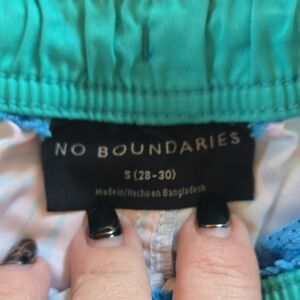 NO BOUNDARIES
S (28-30)
Made in/Hecho en Bangladesh